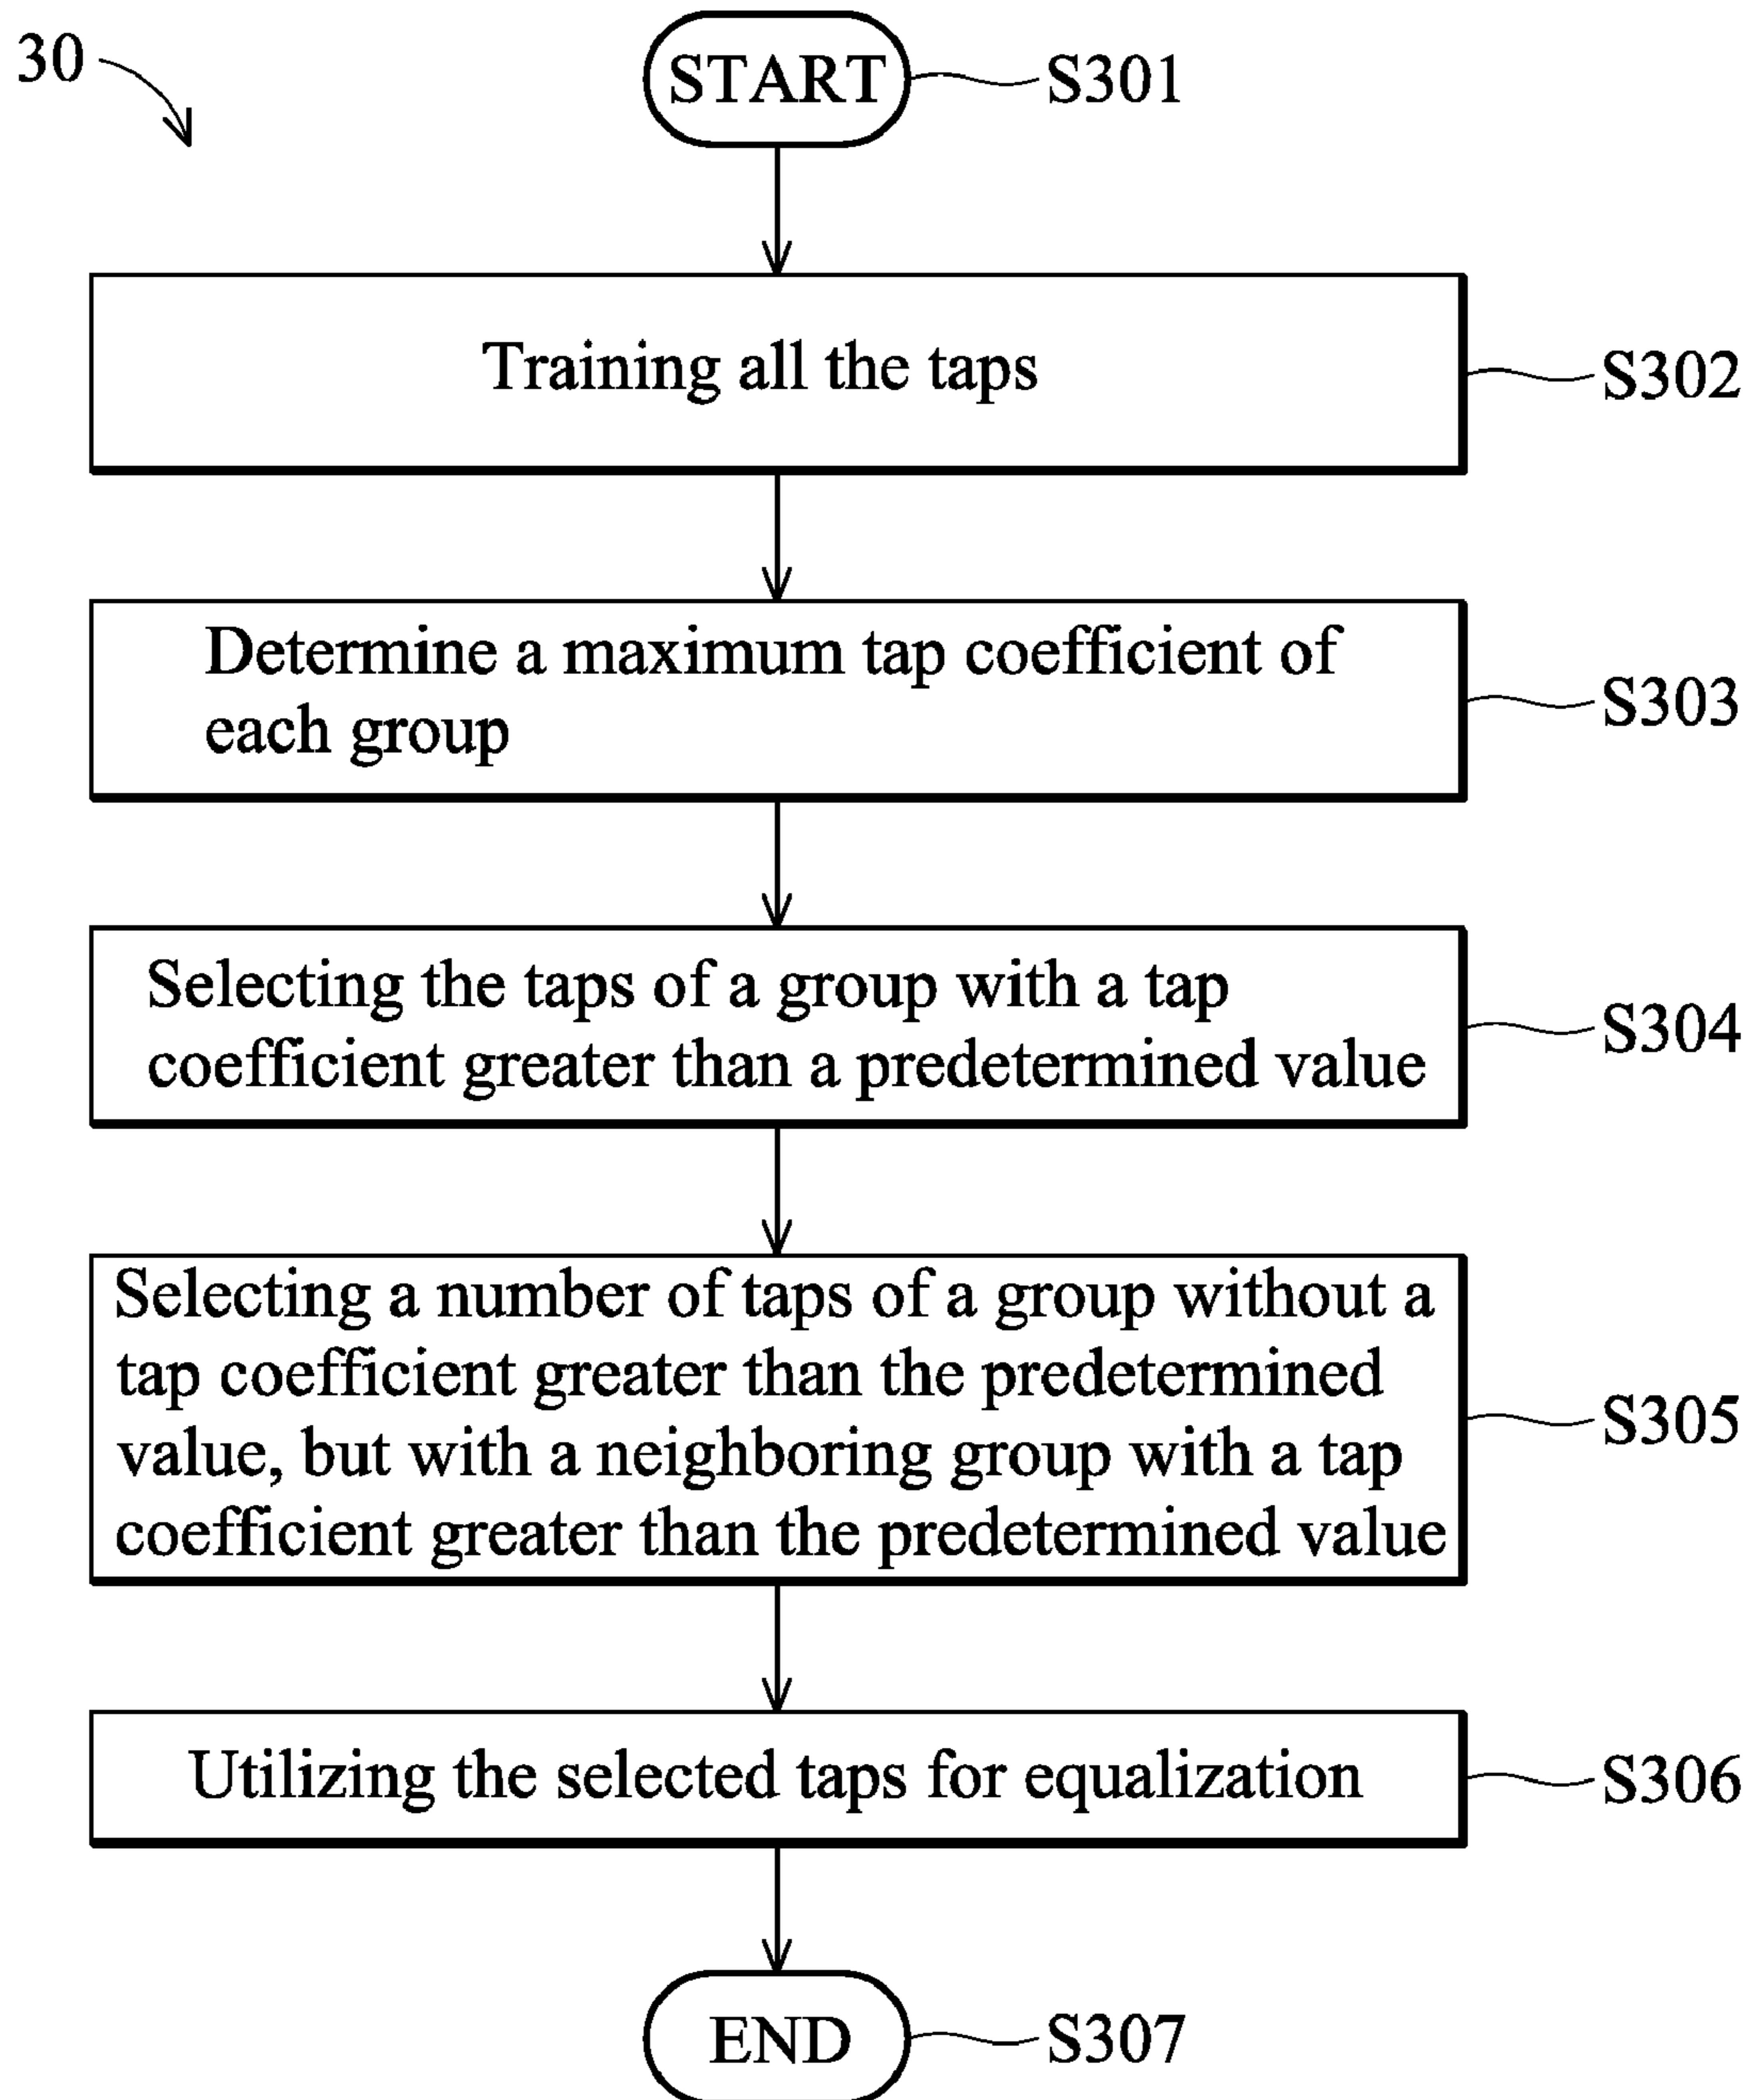 30
START
S301
Training all the taps
S302
Determine a maximum tap coefficient of
each group
S303
Selecting the taps of a group with a tap
coefficient greater than a predetermined value
S304
Selecting a number of taps of a group without a
tap coefficient greater than the predetermined
value, but with a neighboring group with a tap
coefficient greater than the predetermined value
S305
Utilizing the selected taps for equalization
S306
END
S307